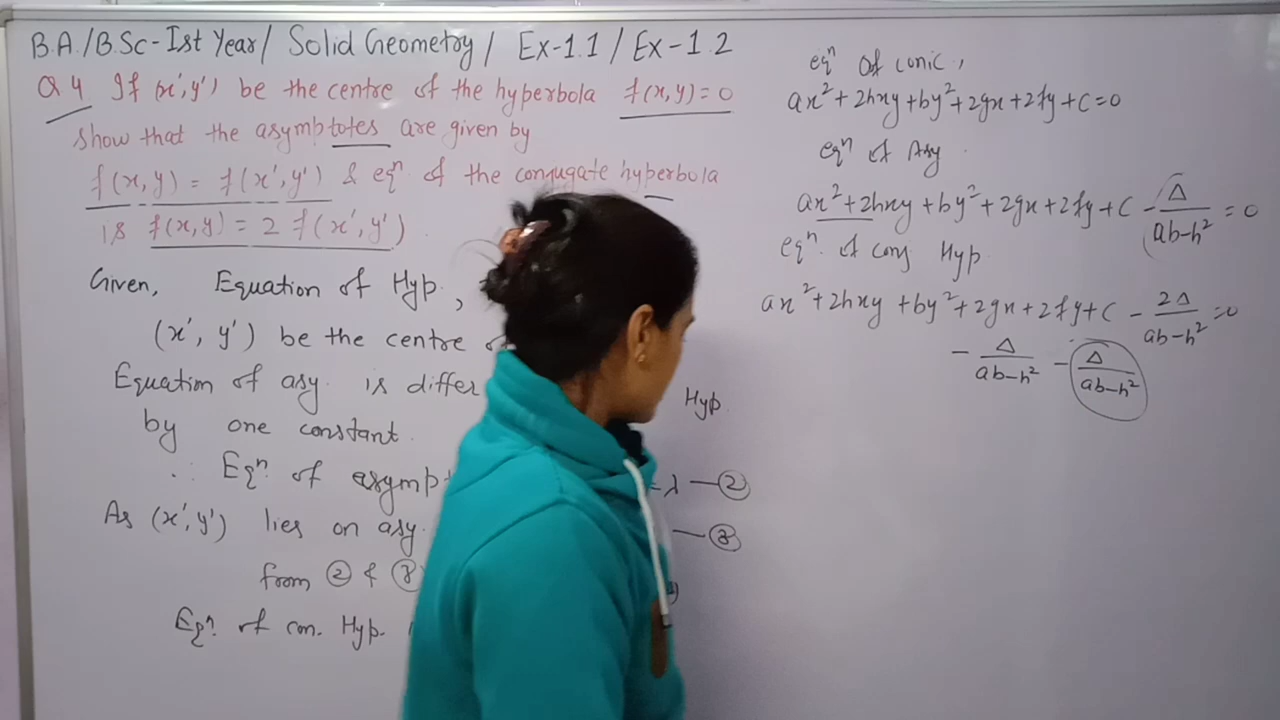 B.A./B.Sc-Ist Year/ Solid Geometry/ Ex-1.1/Ex-1.2
Q 4 If (x',y') be the centre of the hyperbola f(x,y)=0
Show that the asymptotes are given by
f(x,y) = f(x',y') & eqⁿ of the conjugate hyperbola
is f(x,y) = 2 f(x',y').
Given, Equation of Hyp.,
(x', y') be the centre
Equation of asy. is differ Hyp.
by one constant.
∴ Eqⁿ of asympt λ — ②
As (x', y') lies on asy. — ③
from ② & ③
Eqⁿ of con. Hyp.
eqⁿ of conic,
ax²+2hxy+by²+2gx+2fy+c=0
eqⁿ of Asy
ax²+2hxy+by²+2gx+2fy+c-Δ/(ab-h²)=0
eqⁿ of conj Hyp
ax²+2hxy+by²+2gx+2fy+c-2Δ/(ab-h²)=0
-Δ/(ab-h²) -Δ/(ab-h²)